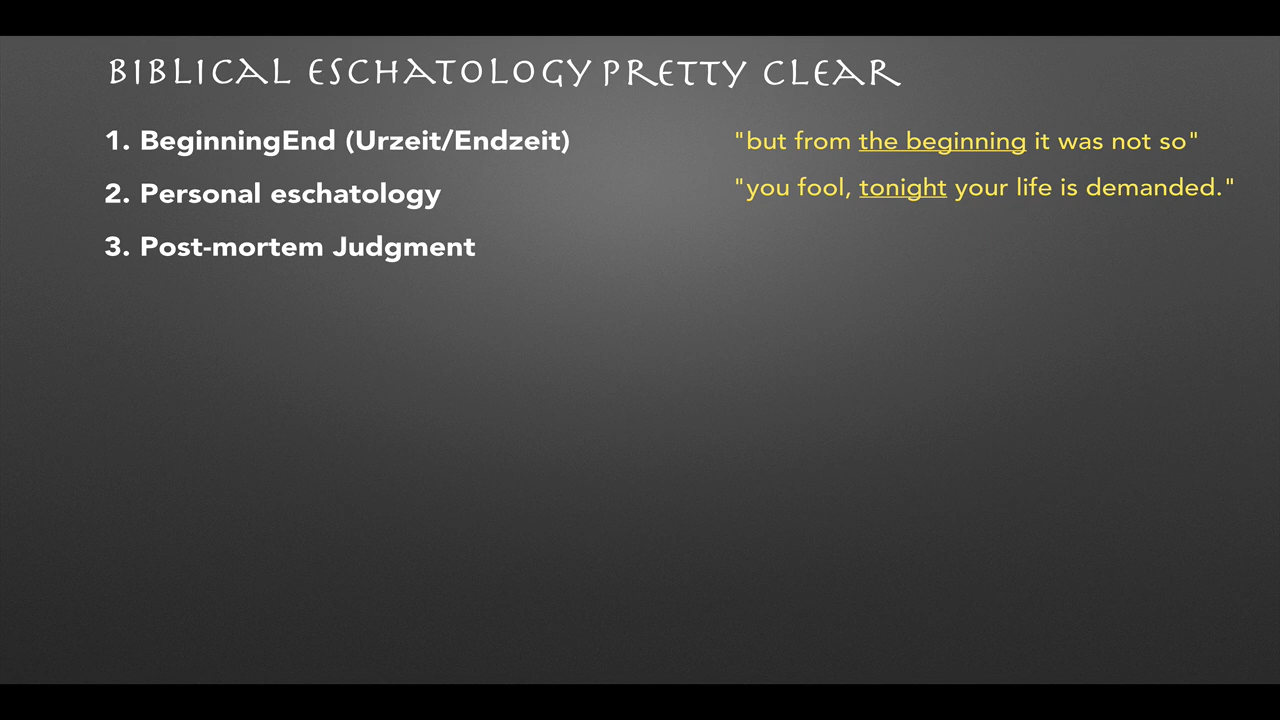 BIBLICAL ESCHATOLOGY PRETTY CLEAR
1. BeginningEnd (Urzeit/Endzeit)
"but from the beginning it was not so"
2. Personal eschatology
"you fool, tonight your life is demanded."
3. Post-mortem Judgment